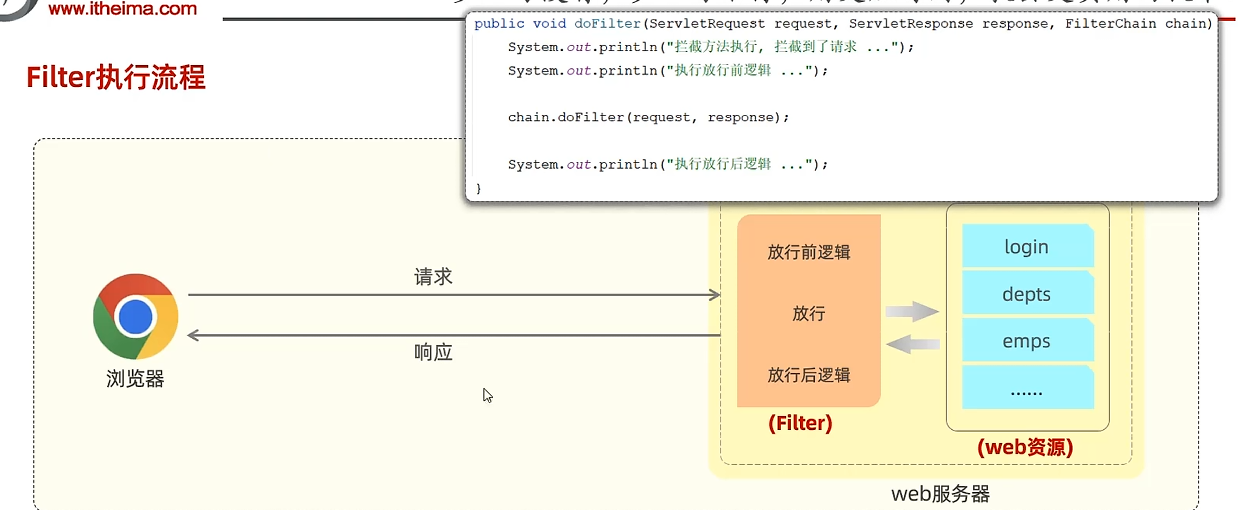 www.itheima.com
public void doFilter(ServletRequest request, ServletResponse response, FilterChain chain)
System.out.println("拦截方法执行, 拦截到了请求 ...");
System.out.println("执行放行前逻辑 ...");
chain.doFilter(request, response);
System.out.println("执行放行后逻辑 ...");
}
Filter执行流程
请求
响应
浏览器
放行前逻辑
放行
放行后逻辑
(Filter)
login
depts
emps
......
(web资源)
web服务器